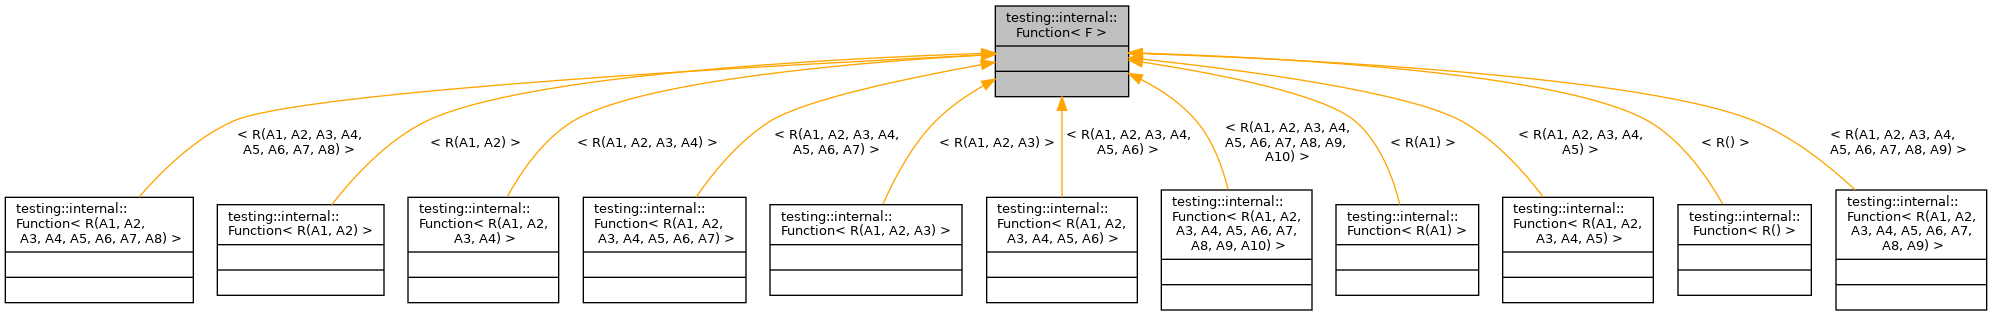 testing::internal::
Function< F >
< R(A1, A2, A3, A4,
A5, A6, A7, A8) >
< R(A1, A2) >
< R(A1, A2, A3, A4) >
< R(A1, A2, A3, A4,
A5, A6, A7) >
< R(A1, A2, A3) >
< R(A1, A2, A3, A4,
A5, A6) >
< R(A1, A2, A3, A4,
A5, A6, A7, A8, A9,
A10) >
< R(A1) >
< R(A1, A2, A3, A4,
A5) >
< R() >
< R(A1, A2, A3, A4,
A5, A6, A7, A8, A9) >
testing::internal::
Function< R(A1, A2,
A3, A4, A5, A6, A7, A8) >
testing::internal::
Function< R(A1, A2) >
testing::internal::
Function< R(A1, A2,
A3, A4) >
testing::internal::
Function< R(A1, A2,
A3, A4, A5, A6, A7) >
testing::internal::
Function< R(A1, A2, A3) >
testing::internal::
Function< R(A1, A2,
A3, A4, A5, A6) >
testing::internal::
Function< R(A1, A2,
A3, A4, A5, A6, A7,
A8, A9, A10) >
testing::internal::
Function< R(A1) >
testing::internal::
Function< R(A1, A2,
A3, A4, A5) >
testing::internal::
Function< R() >
testing::internal::
Function< R(A1, A2,
A3, A4, A5, A6, A7,
A8, A9) >